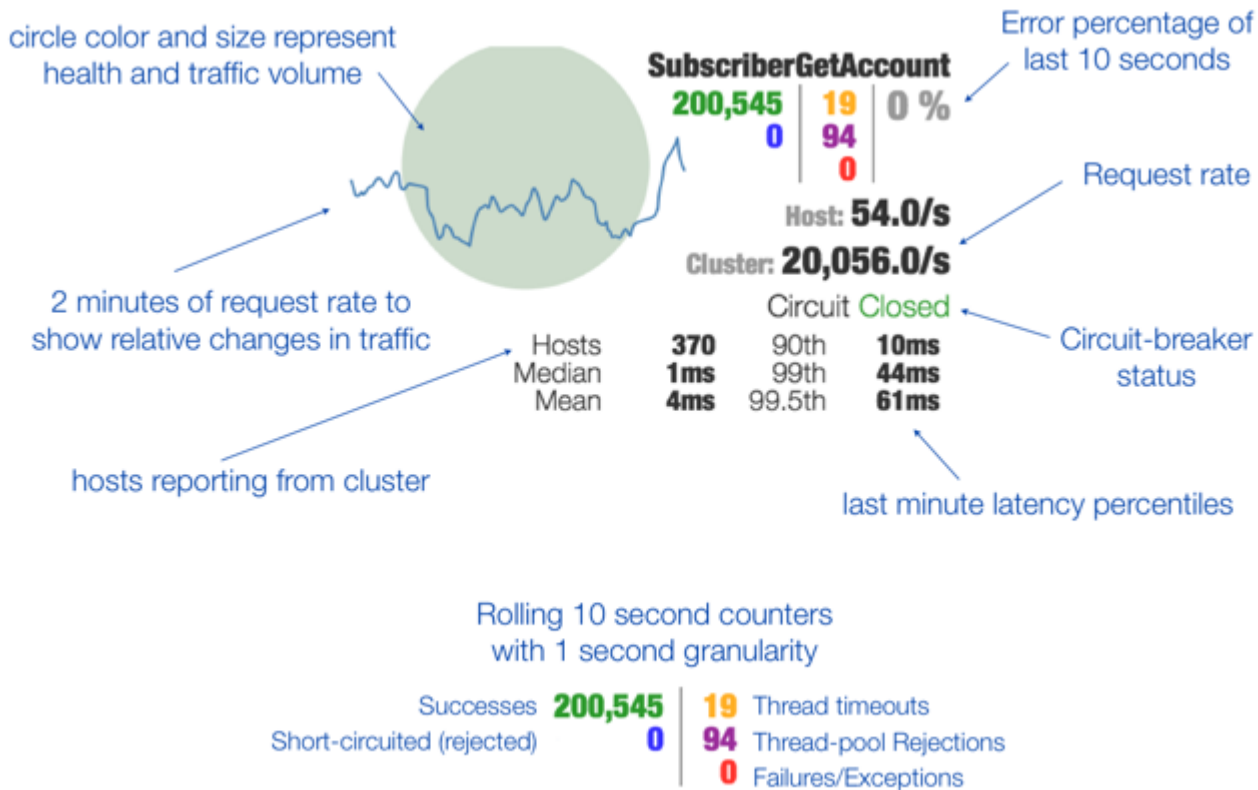 circle color and size represent
health and traffic volume
SubscriberGetAccount
200,545 19 0 %
0 94
0
Error percentage of
last 10 seconds
Host: 54.0/s
Request rate
Cluster: 20,056.0/s
2 minutes of request rate to
show relative changes in traffic
Circuit Closed
Circuit-breaker
status
Hosts 370 90th 10ms
Median 1ms 99th 44ms
Mean 4ms 99.5th 61ms
hosts reporting from cluster
last minute latency percentiles
Rolling 10 second counters
with 1 second granularity
Successes 200,545 19 Thread timeouts
Short-circuited (rejected) 0 94 Thread-pool Rejections
0 Failures/Exceptions